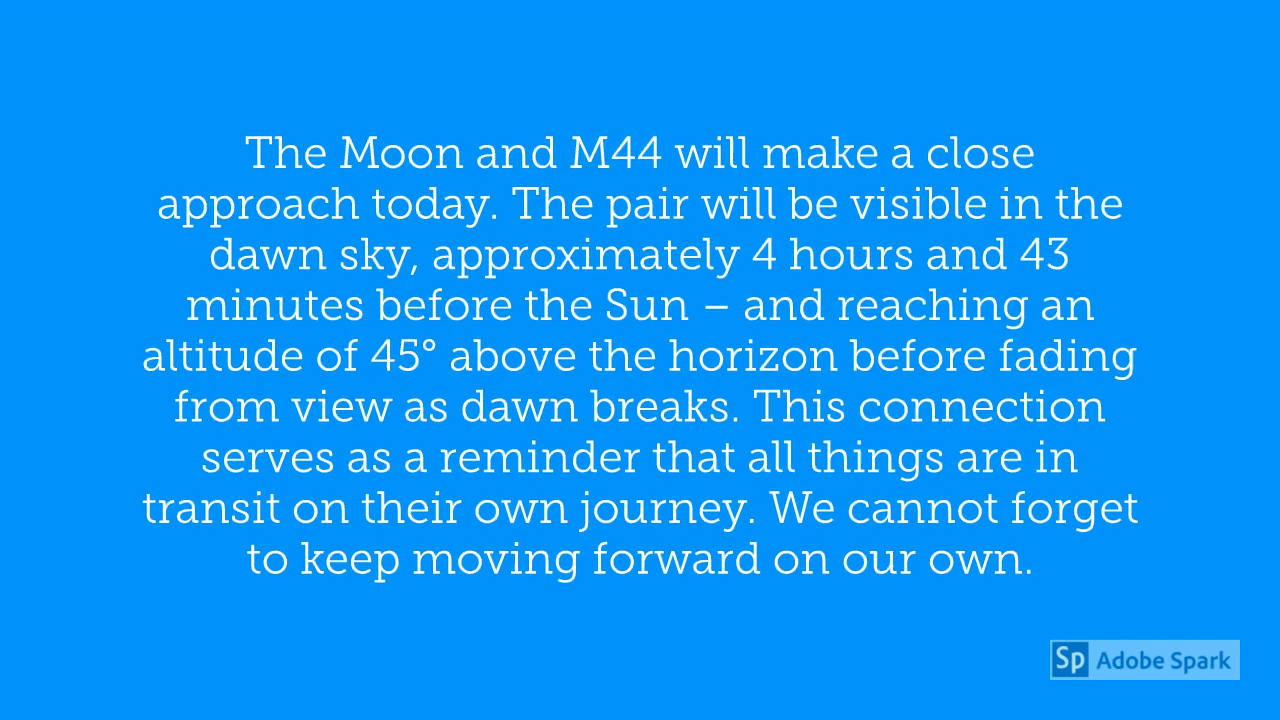 The Moon and M44 will make a close
approach today. The pair will be visible in the
dawn sky, approximately 4 hours and 43
minutes before the Sun – and reaching an
altitude of 45° above the horizon before fading
from view as dawn breaks. This connection
serves as a reminder that all things are in
transit on their own journey. We cannot forget
to keep moving forward on our own.
Sp Adobe Spark